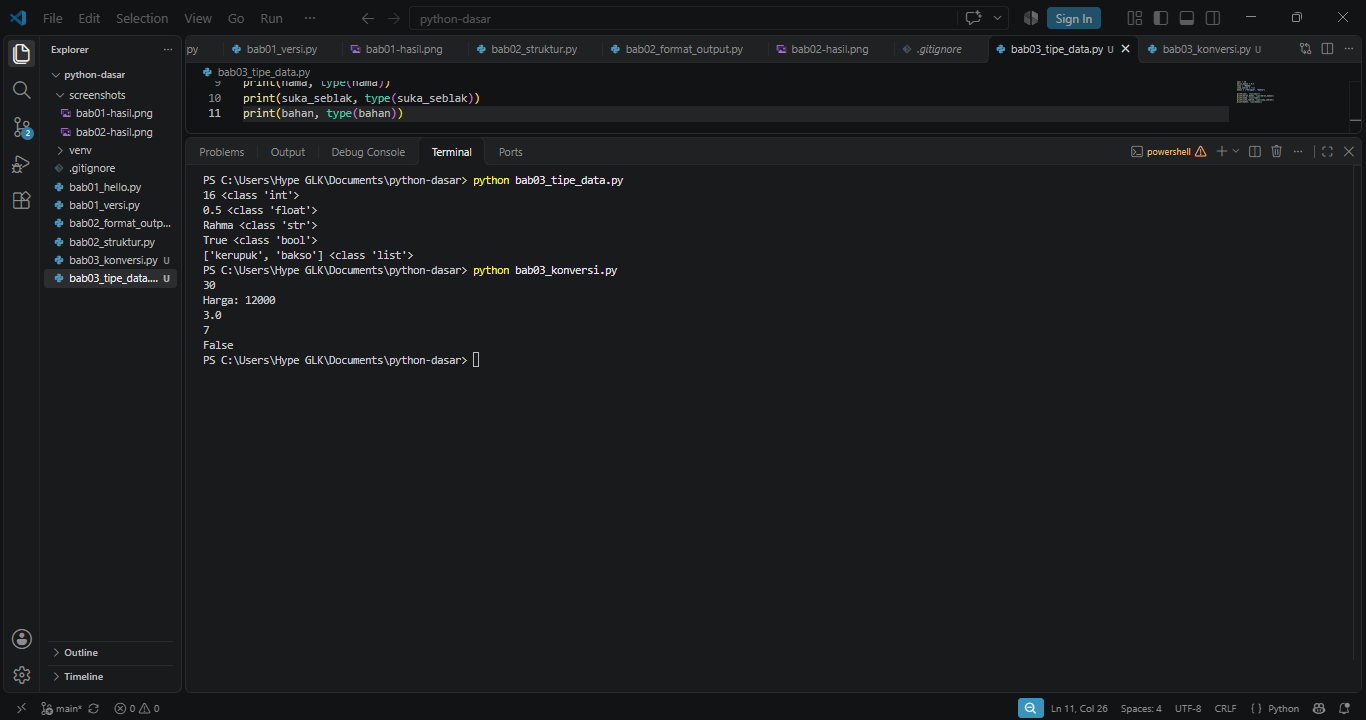 File Edit Selection View Go Run ··· python-dasar Sign In
Explorer ···
python-dasar
screenshots
bab01-hasil.png
bab02-hasil.png
venv
.gitignore
bab01_hello.py
bab01_versi.py
bab02_format_outp...
bab02_struktur.py
bab03_konversi.py U
bab03_tipe_data.... U
Outline
Timeline
py bab01_versi.py bab01-hasil.png bab02_struktur.py bab02_format_output.py bab02-hasil.png .gitignore bab03_tipe_data.py U bab03_konversi.py U
bab03_tipe_data.py
9 print(nama, type(nama))
10 print(suka_seblak, type(suka_seblak))
11 print(bahan, type(bahan))
Problems Output Debug Console Terminal Ports powershell
PS C:\Users\Hype GLK\Documents\python-dasar> python bab03_tipe_data.py
16 <class 'int'>
0.5 <class 'float'>
Rahma <class 'str'>
True <class 'bool'>
['kerupuk', 'bakso'] <class 'list'>
PS C:\Users\Hype GLK\Documents\python-dasar> python bab03_konversi.py
30
Harga: 12000
3.0
7
False
PS C:\Users\Hype GLK\Documents\python-dasar>
2
main* 0 0 Ln 11, Col 26 Spaces: 4 UTF-8 CRLF {} Python